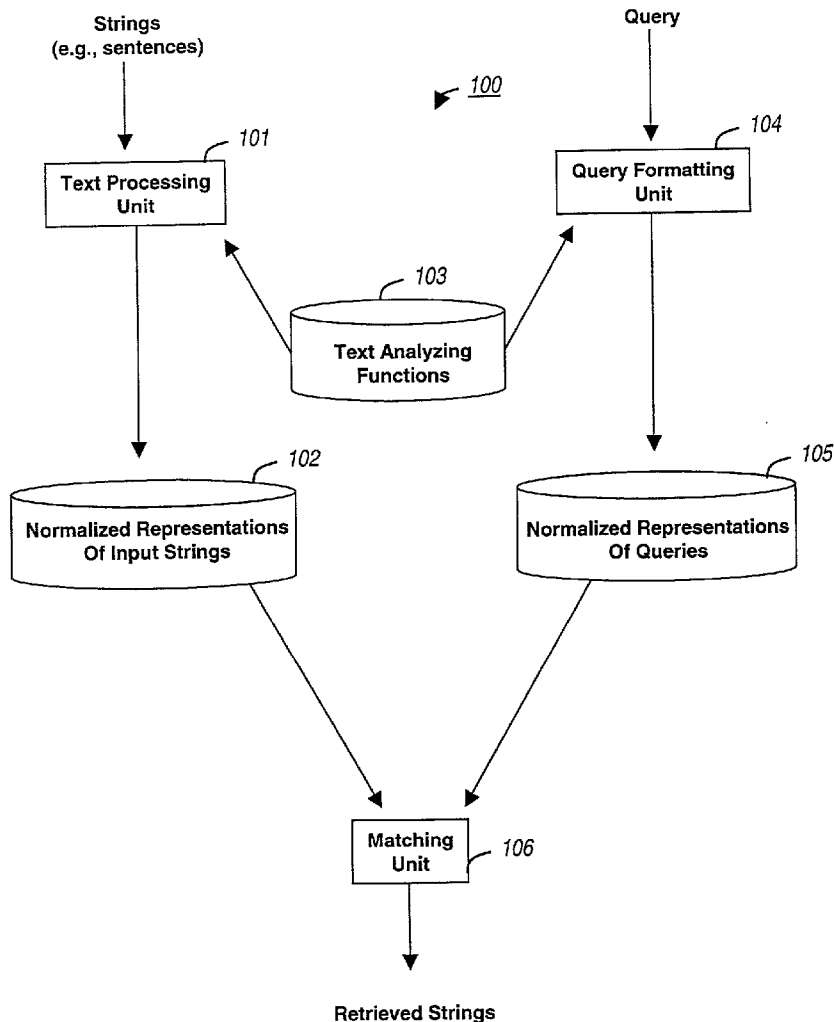 Strings
(e.g., sentences)
Query
100
101
104
Text Processing
Unit
Query Formatting
Unit
103
Text Analyzing
Functions
102
105
Normalized Representations
Of Input Strings
Normalized Representations
Of Queries
Matching
Unit
106
Retrieved Strings